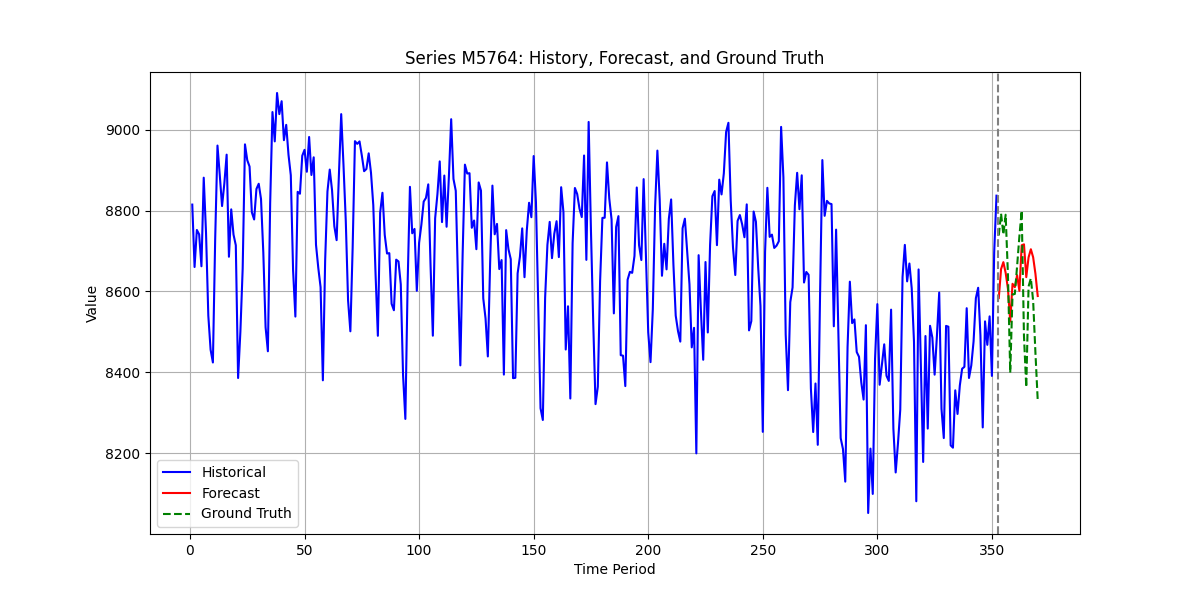 Series M5764: History, Forecast, and Ground Truth
Value
9000
8800
8600
8400
8200
Historical
Forecast
Ground Truth
0 50 100 150 200 250 300 350
Time Period